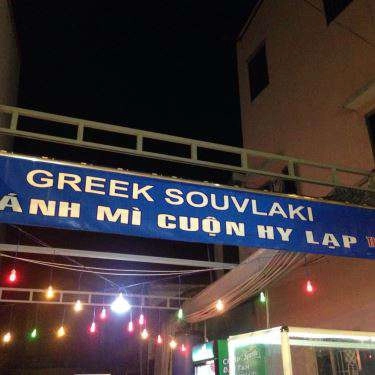 GREEK SOUVLAKI
ÁNH MÌ CUỘN HY LẠP